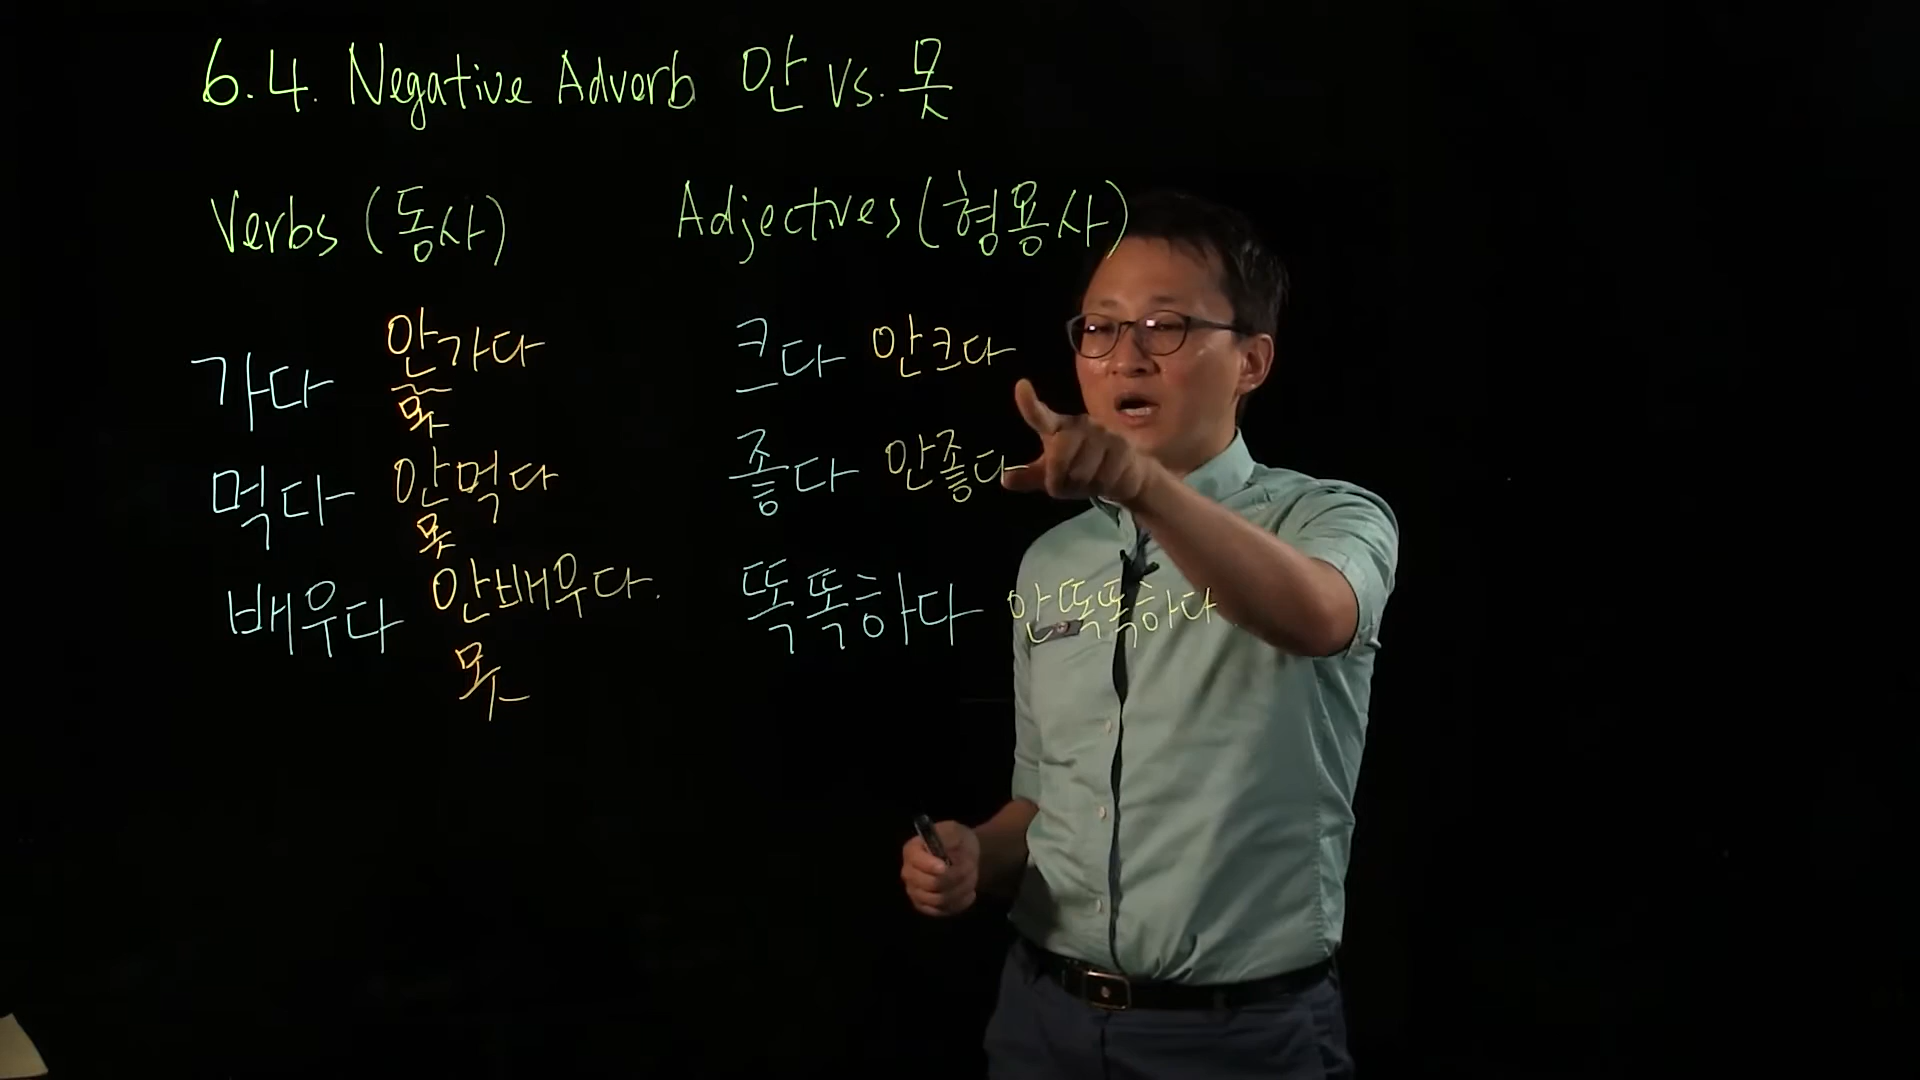 6.4. Negative Adverb 안 vs. 못
Verbs (동사)
Adjectives (형용사)
가다 안가다
못
먹다 안먹다
못
배우다 안배우다.
못
크다 안크다
좋다 안좋다
똑똑하다 안똑똑하다.